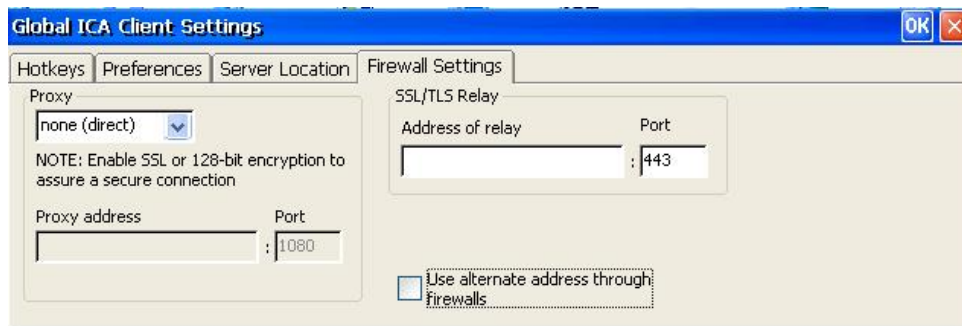 Global ICA Client Settings OK
Hotkeys Preferences Server Location Firewall Settings
Proxy
none (direct)
NOTE: Enable SSL or 128-bit encryption to
assure a secure connection
Proxy address Port
: 1080
SSL/TLS Relay
Address of relay Port
: 443
Use alternate address through
firewalls